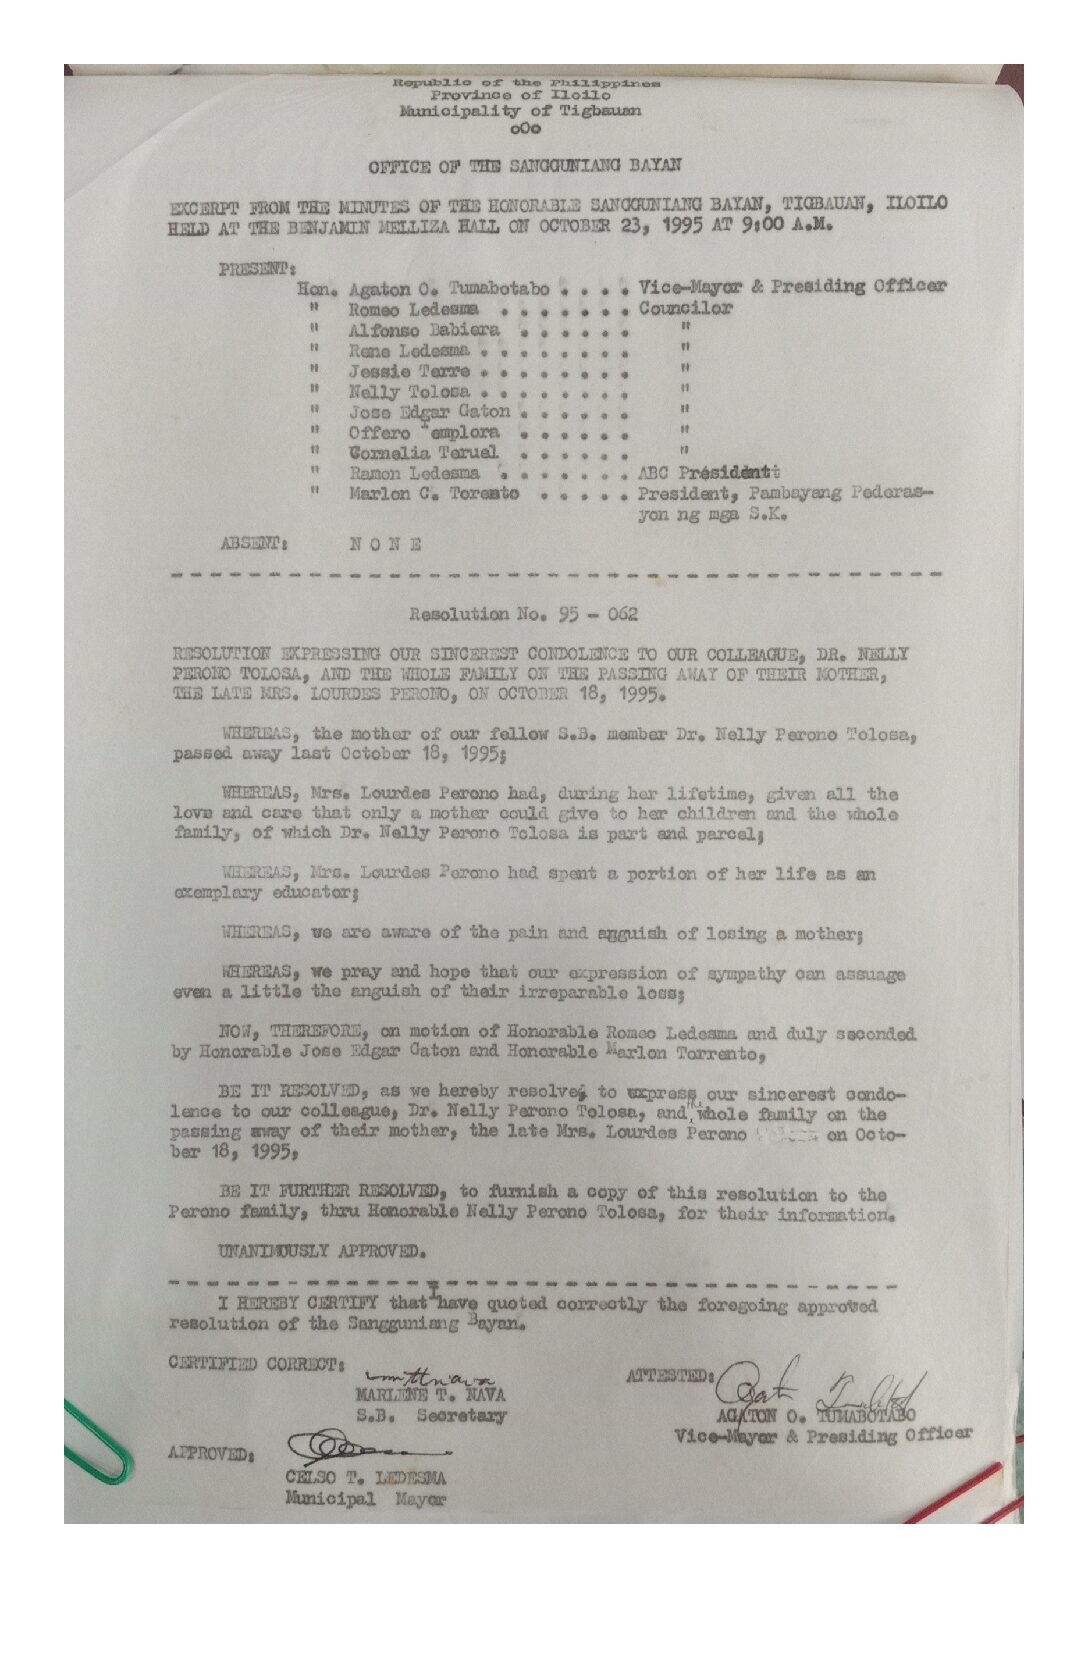 Republic of the Philippines
Province of Iloilo
Municipality of Tigbauan
oOo
OFFICE OF THE SANGGUNIANG BAYAN
EXCERPT FROM THE MINUTES OF THE HONORABLE SANGGUNIANG BAYAN, TIGBAUAN, ILOILO
HELD AT THE BENJAMIN MELLIZA HALL ON OCTOBER 23, 1995 AT 9:00 A.M.
PRESENT:
Hon. Agaton O. Tumabotabo . . . . Vice-Mayor & Presiding Officer
" Romeo Ledesma . . . . . . . Councilor
" Alfonso Babiera . . . . . . "
" Rene Ledesma . . . . . . . . "
" Jessie Terre . . . . . . . . "
" Nelly Tolosa . . . . . . . . "
" Jose Edgar Gaton . . . . . . "
" Offero Templora . . . . . . "
" Cornelia Teruel . . . . . . "
" Ramon Ledesma . . . . . . . ABC President
" Marlon C. Torento . . . . . President, Pambayang Pederas-
yon ng mga S.K.
ABSENT: N O N E
Resolution No. 95 - 062
RESOLUTION EXPRESSING OUR SINCEREST CONDOLENCE TO OUR COLLEAGUE, DR. NELLY
PERONO TOLOSA, AND THE WHOLE FAMILY ON THE PASSING AWAY OF THEIR MOTHER,
THE LATE MRS. LOURDES PERONO, ON OCTOBER 18, 1995.
WHEREAS, the mother of our fellow S.B. member Dr. Nelly Perono Tolosa,
passed away last October 18, 1995;
WHEREAS, Mrs. Lourdes Perono had, during her lifetime, given all the
love and care that only a mother could give to her children and the whole
family, of which Dr. Nelly Perono Tolosa is part and parcel;
WHEREAS, Mrs. Lourdes Perono had spent a portion of her life as an
exemplary educator;
WHEREAS, we are aware of the pain and anguish of losing a mother;
WHEREAS, we pray and hope that our expression of sympathy can assuage
even a little the anguish of their irreparable loss;
NOW, THEREFORE, on motion of Honorable Romeo Ledesma and duly seconded
by Honorable Jose Edgar Gaton and Honorable Marlon Torrento,
BE IT RESOLVED, as we hereby resolve, to express our sincerest condo-
lence to our colleague, Dr. Nelly Perono Tolosa, and the whole family on the
passing away of their mother, the late Mrs. Lourdes Perono on Octo-
ber 18, 1995,
BE IT FURTHER RESOLVED, to furnish a copy of this resolution to the
Perono family, thru Honorable Nelly Perono Tolosa, for their information.
UNANIMOUSLY APPROVED.
I HEREBY CERTIFY that I have quoted correctly the foregoing approved
resolution of the Sangguniang Bayan.
CERTIFIED CORRECT:
MARLENE T. NAVA
S.B. Secretary
ATTESTED:
AGATON O. TUMABOTABO
Vice-Mayor & Presiding Officer
APPROVED:
CELSO T. LEDESMA
Municipal Mayor